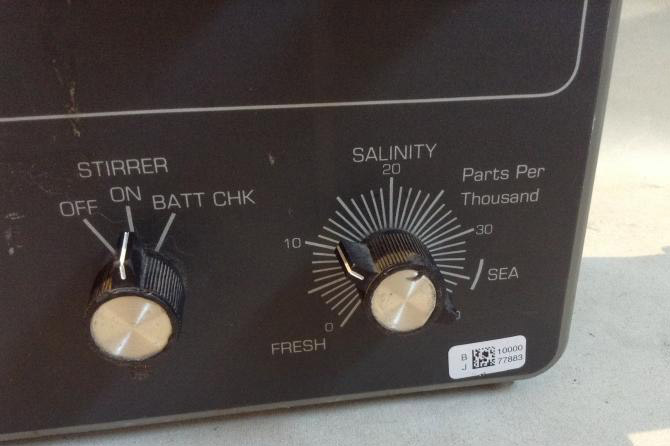 STIRRER
OFF ON BATT CHK
SALINITY
20
Parts Per
Thousand
10
30
SEA
0
FRESH
B 10000
J 77883